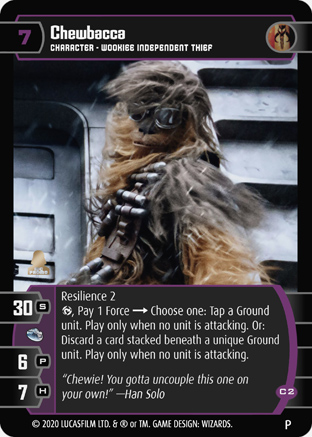 7 Chewbacca
CHARACTER - WOOKIEE INDEPENDENT THIEF
30 S
6 P
7 H
Resilience 2
, Pay 1 Force → Choose one: Tap a Ground
unit. Play only when no unit is attacking. Or:
Discard a card stacked beneath a unique Ground
unit. Play only when no unit is attacking.
“Chewie! You gotta uncouple this one on
your own!” —Han Solo
C2
© 2020 LUCASFILM LTD. & ® or TM. GAME DESIGN: WIZARDS.
P